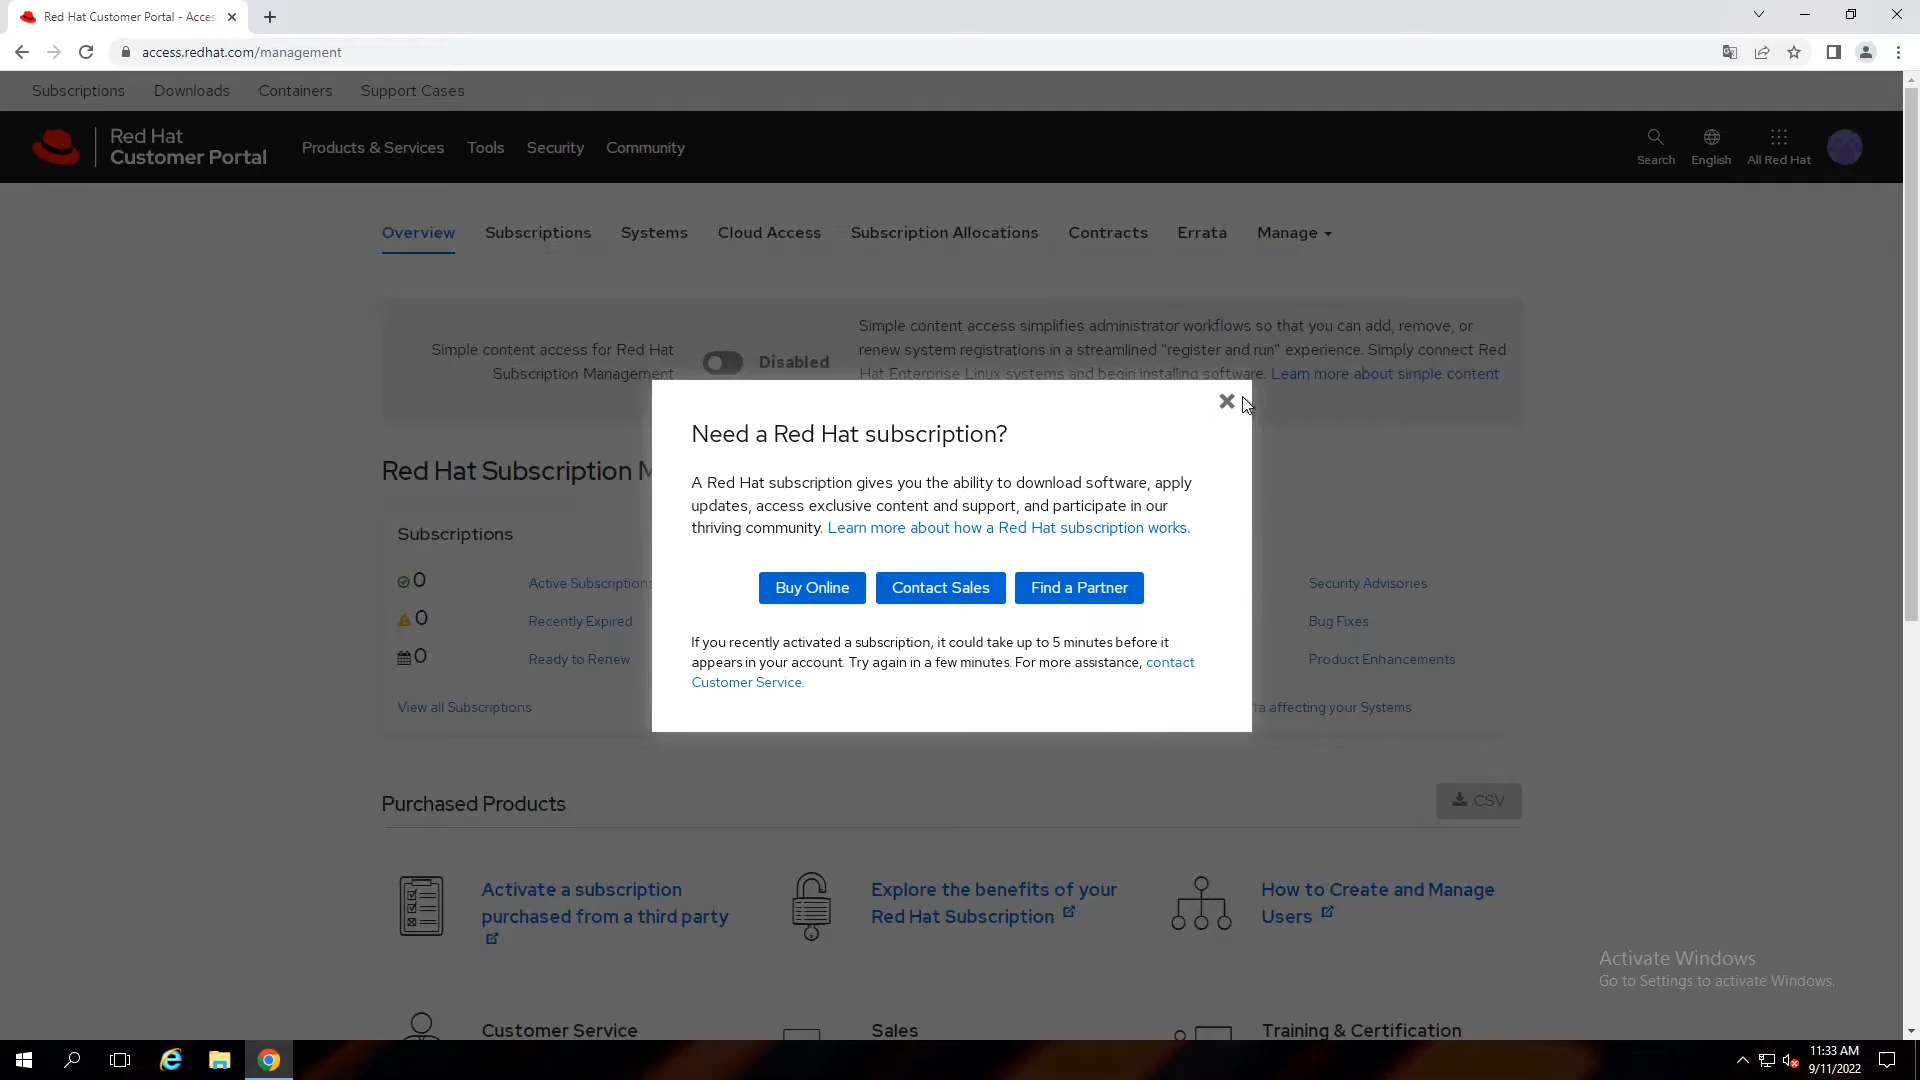 Red Hat Customer Portal - Acces
access.redhat.com/management
Subscriptions Downloads Containers Support Cases
Red Hat
Customer Portal
Products & Services Tools Security Community
Search English All Red Hat
Overview Subscriptions Systems Cloud Access Subscription Allocations Contracts Errata Manage
Simple content access for Red Hat
Subscription Management
Disabled
Simple content access simplifies administrator workflows so that you can add, remove, or
renew system registrations in a streamlined "register and run" experience. Simply connect Red
Hat Enterprise Linux systems and begin installing software. Learn more about simple content
Need a Red Hat subscription?
A Red Hat subscription gives you the ability to download software, apply
updates, access exclusive content and support, and participate in our
thriving community. Learn more about how a Red Hat subscription works.
Buy Online Contact Sales Find a Partner
If you recently activated a subscription, it could take up to 5 minutes before it
appears in your account. Try again in a few minutes. For more assistance, contact
Customer Service.
Red Hat Subscription
Subscriptions
0 Active Subscriptions
0 Recently Expired
0 Ready to Renew
View all Subscriptions
Security Advisories
Bug Fixes
Product Enhancements
ta affecting your Systems
Purchased Products
.CSV
Activate a subscription
purchased from a third party
Explore the benefits of your
Red Hat Subscription
How to Create and Manage
Users
Customer Service
Sales
Training & Certification
Activate Windows
Go to Settings to activate Windows.
11:33 AM
9/11/2022